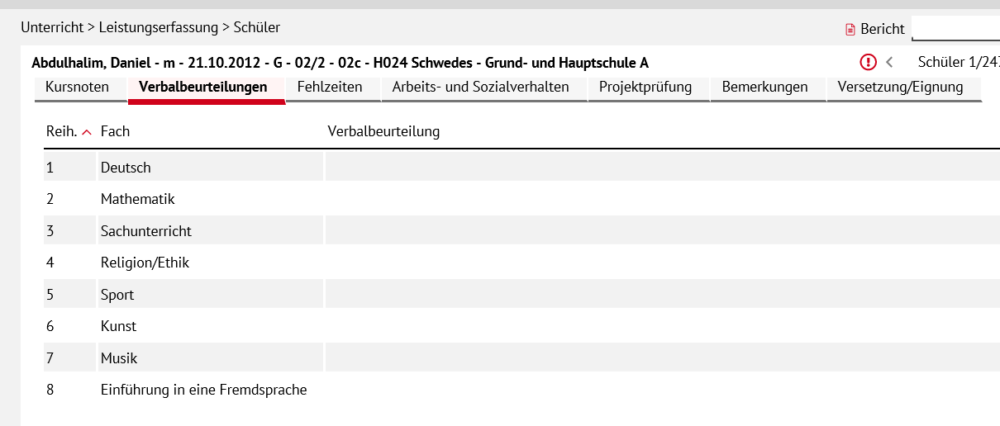 Unterricht > Leistungserfassung > Schüler
Bericht
Abdulhalim, Daniel - m - 21.10.2012 - G - 02/2 - 02c - H024 Schwedes - Grund- und Hauptschule A
Schüler 1/247
Kursnoten Verbalbeurteilungen Fehlzeiten Arbeits- und Sozialverhalten Projektprüfung Bemerkungen Versetzung/Eignung
Reih. Fach Verbalbeurteilung
1 Deutsch
2 Mathematik
3 Sachunterricht
4 Religion/Ethik
5 Sport
6 Kunst
7 Musik
8 Einführung in eine Fremdsprache